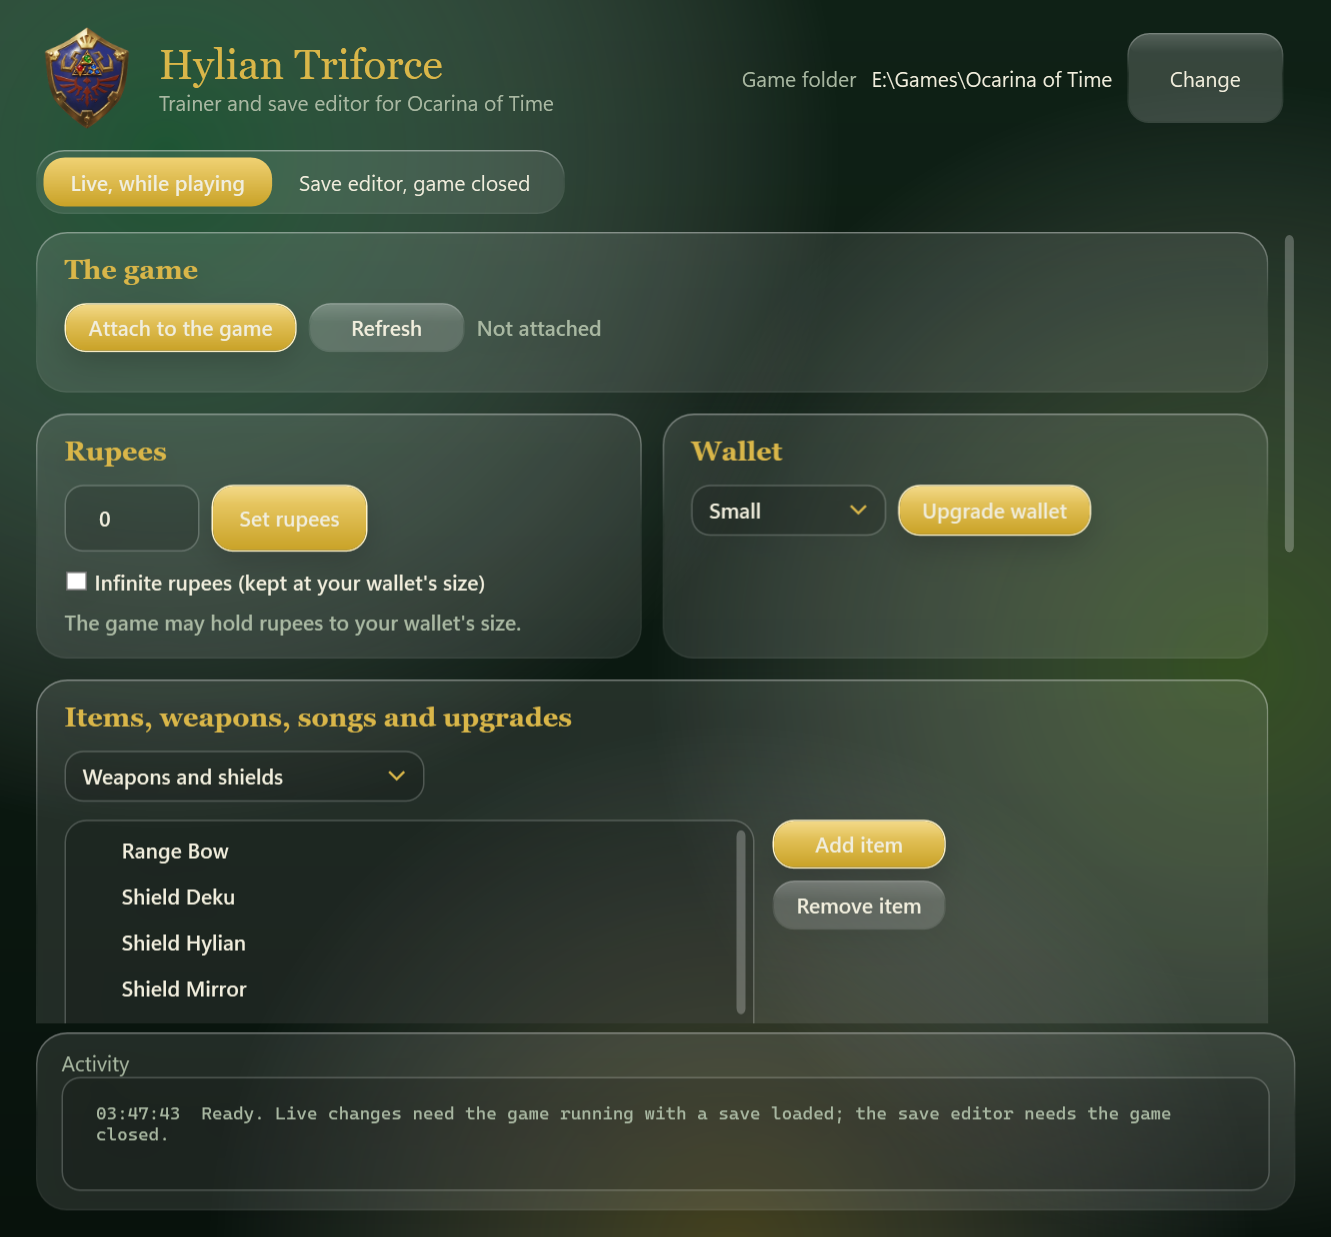 Hylian Triforce
Trainer and save editor for Ocarina of Time
Game folder E:\Games\Ocarina of Time
Change
Live, while playing
Save editor, game closed
The game
Attach to the game
Refresh
Not attached
Rupees
0
Set rupees
Infinite rupees (kept at your wallet's size)
The game may hold rupees to your wallet's size.
Wallet
Small
Upgrade wallet
Items, weapons, songs and upgrades
Weapons and shields
Range Bow
Shield Deku
Shield Hylian
Shield Mirror
Add item
Remove item
Activity
03:47:43 Ready. Live changes need the game running with a save loaded; the save editor needs the game
closed.